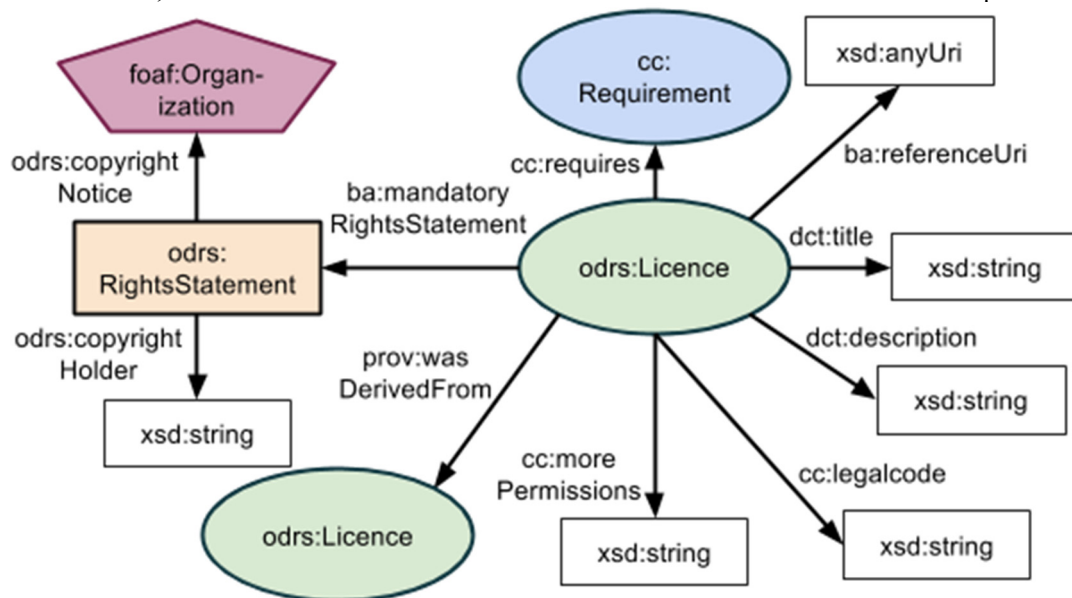 foaf:Organ-
ization
cc:
Requirement
xsd:anyUri
odrs:copyright
Notice
ba:mandatory
RightsStatement
cc:requires
ba:referenceUri
odrs:
RightsStatement
odrs:Licence
dct:title
xsd:string
odrs:copyright
Holder
prov:was
DerivedFrom
dct:description
xsd:string
xsd:string
cc:more
Permissions
cc:legalcode
odrs:Licence
xsd:string
xsd:string